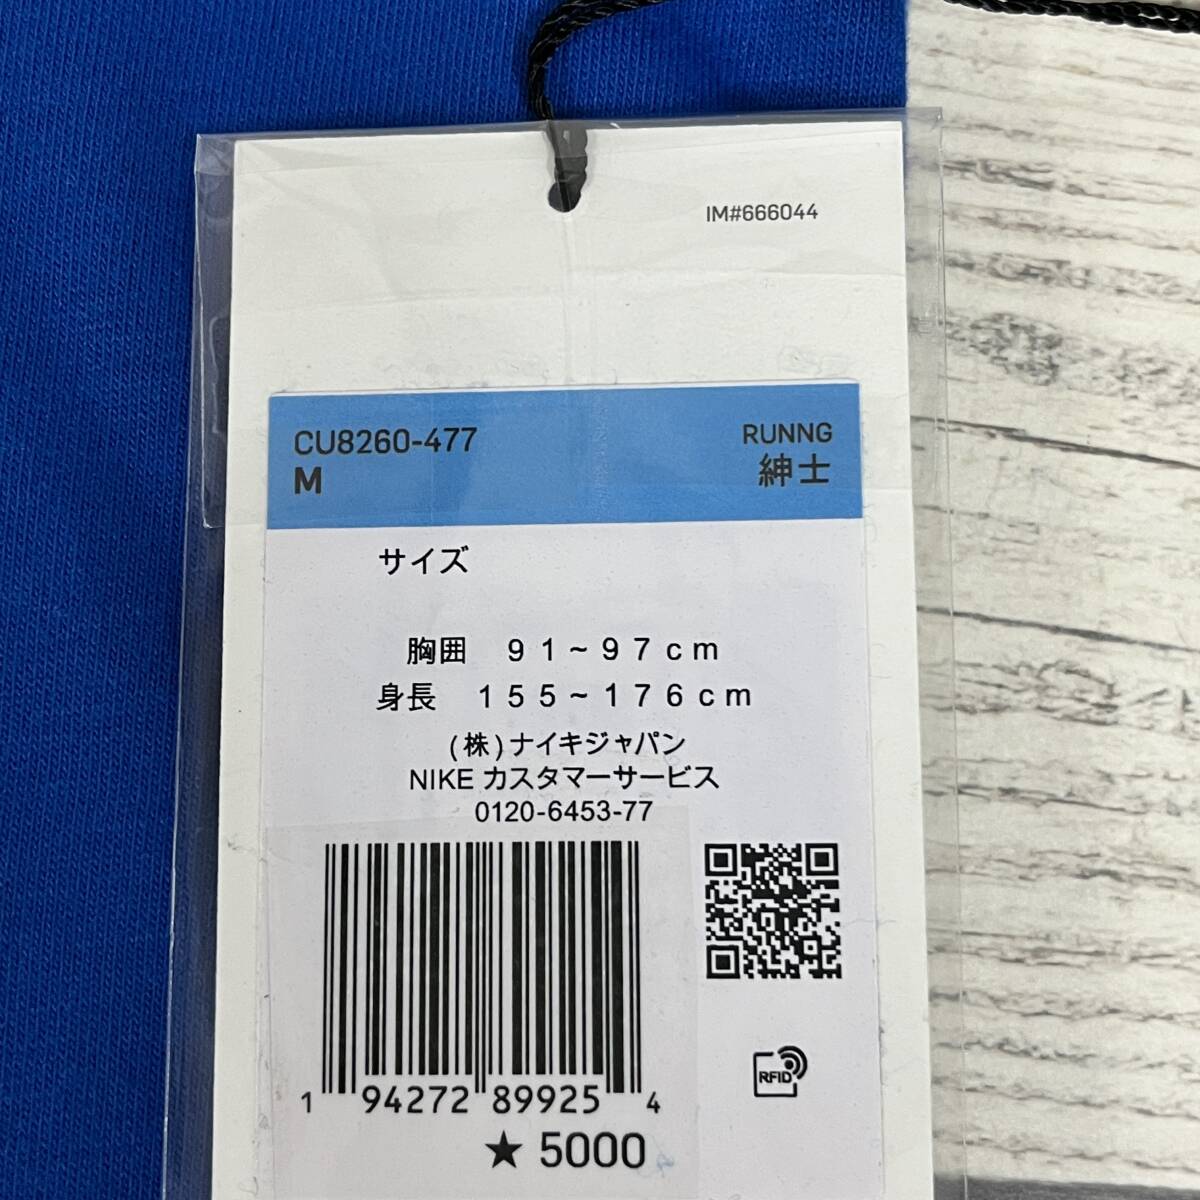 IM#666044
CU8260-477
RUNNG
M
紳士
サイズ
胸囲　９１～９７ｃｍ
身長　１５５～１７６ｃｍ
(株)ナイキジャパン
NIKE カスタマーサービス
0120-6453-77
1 94272 89925 4
RFID
★ 5000